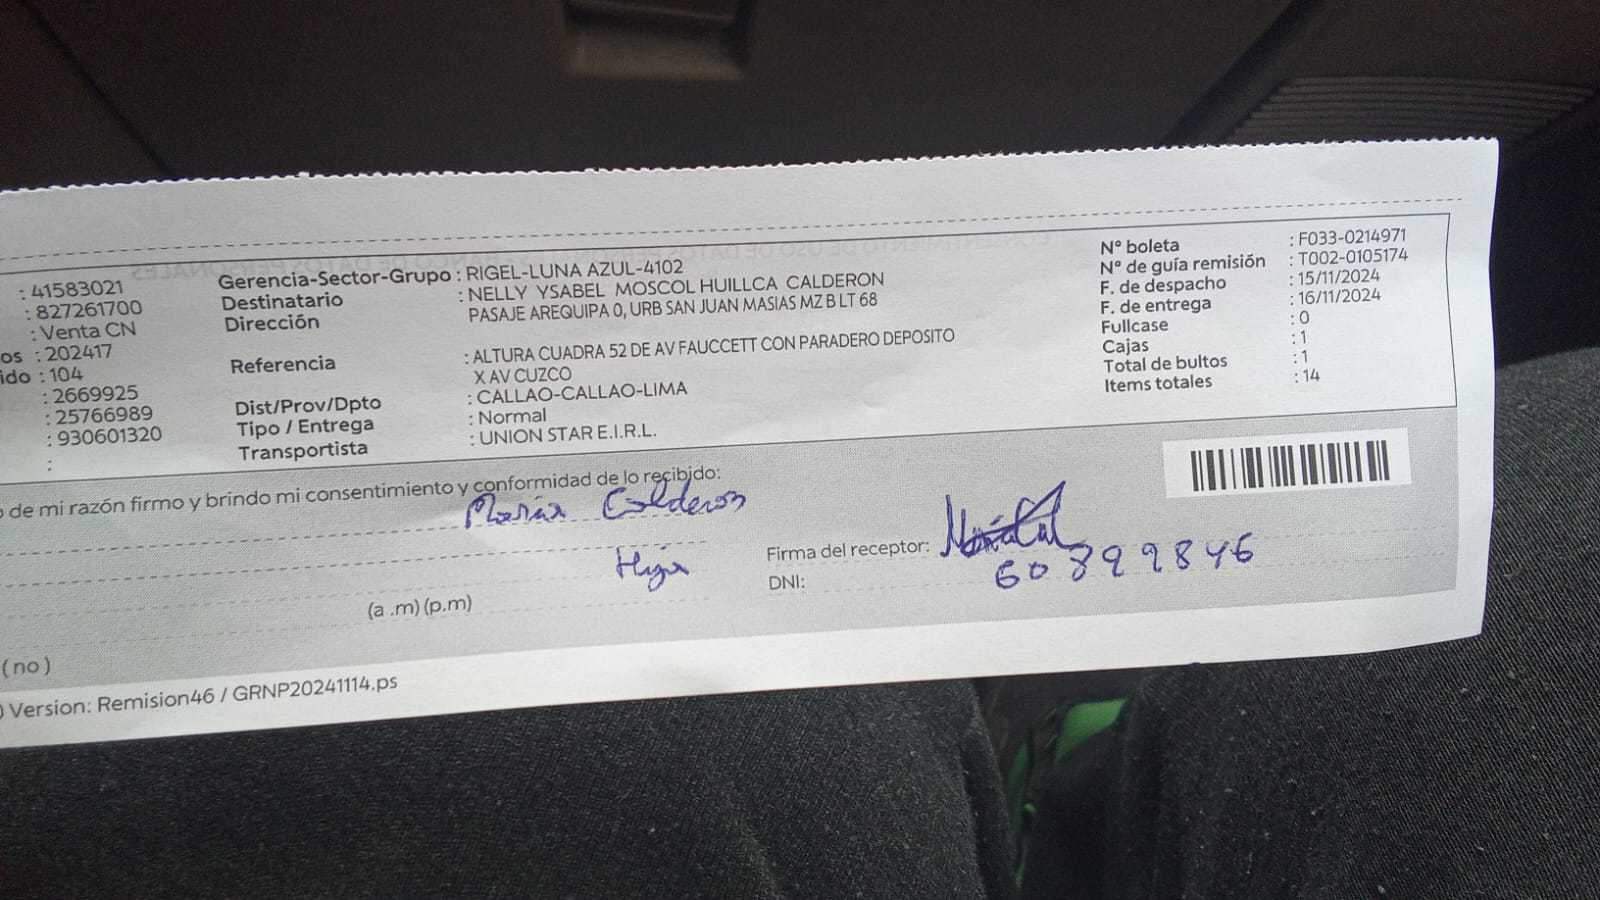 : 41583021
: 827261700
: Venta CN
os : 202417
ido : 104
: 2669925
: 25766989
: 930601320
:
Gerencia-Sector-Grupo : RIGEL-LUNA AZUL-4102
Destinatario : NELLY YSABEL MOSCOL HUILLCA CALDERON
Dirección PASAJE AREQUIPA 0, URB SAN JUAN MASIAS MZ B LT 68
Referencia : ALTURA CUADRA 52 DE AV FAUCCETT CON PARADERO DEPOSITO
X AV CUZCO
Dist/Prov/Dpto : CALLAO-CALLAO-LIMA
Tipo / Entrega : Normal
Transportista : UNION STAR E.I.R.L.
N° boleta : F033-0214971
N° de guía remisión : T002-0105174
F. de despacho : 15/11/2024
F. de entrega : 16/11/2024
Fullcase : 0
Cajas : 1
Total de bultos : 1
Items totales : 14
o de mi razón firmo y brindo mi consentimiento y conformidad de lo recibido:
María Calderon
Hija
(a .m) (p.m)
Firma del receptor:
DNI: 60899846
( no )
) Version: Remision46 / GRNP20241114.ps